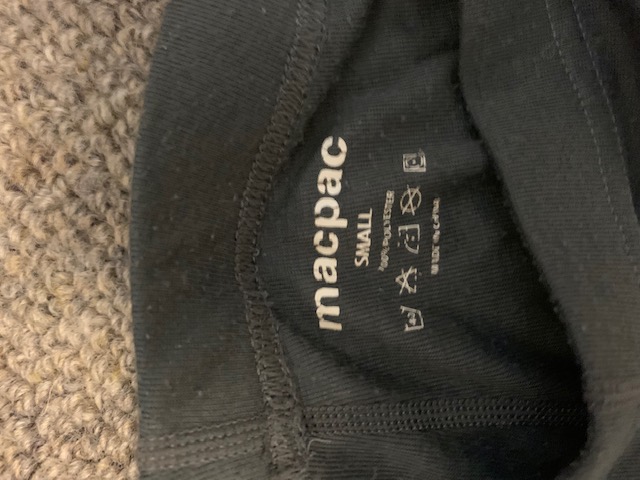 macpac
SMALL
100% POLYESTER
MADE IN CHINA